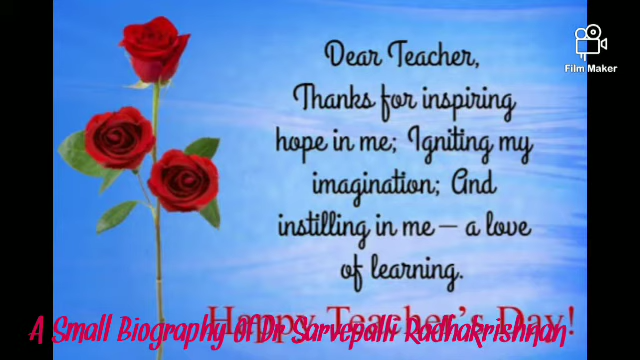 Dear Teacher,
Thanks for inspiring
hope in me; Igniting my
imagination; And
instilling in me – a love
of learning.
Happy Teacher's Day!
A Small Biography of Dr Sarvepalli Radhakrishnan
Film Maker